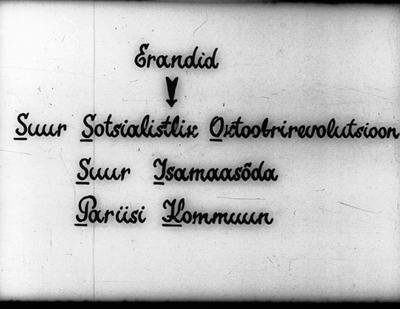 Erandid
Suur Sotsialistlik Oktoobrirevolutsioon
Suur Isamaasõda
Pariisi Kommuun